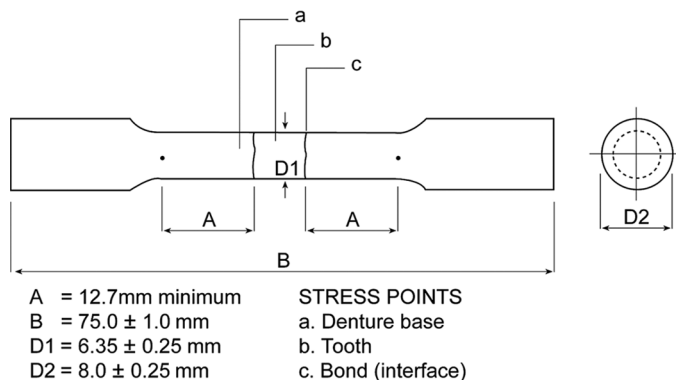 a
b
c
D1
A
A
D2
B
A = 12.7mm minimum
B = 75.0 ± 1.0 mm
D1 = 6.35 ± 0.25 mm
D2 = 8.0 ± 0.25 mm
STRESS POINTS
a. Denture base
b. Tooth
c. Bond (interface)